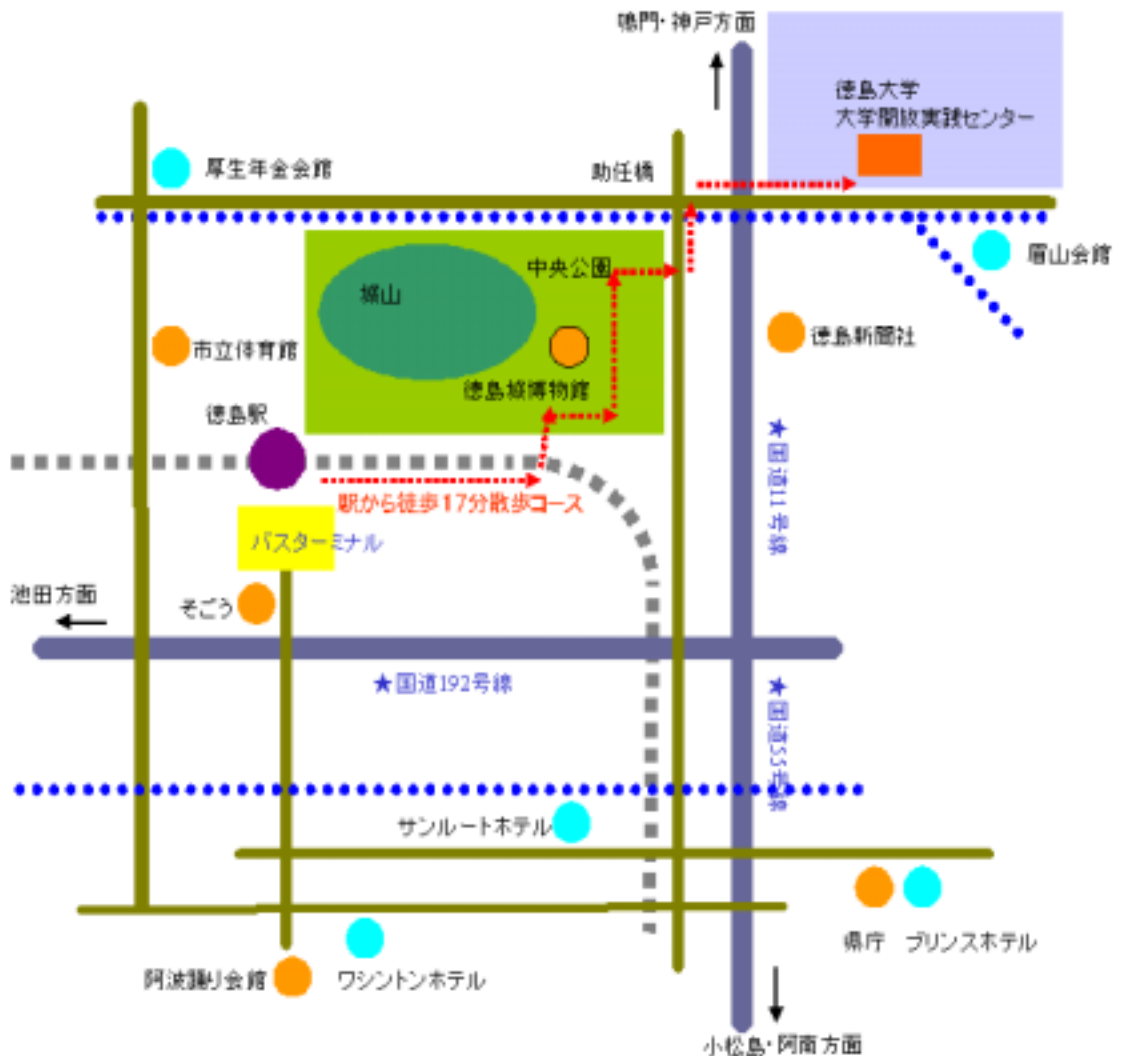 鳴門・神戸方面
徳島大学
大学開放実践センター
厚生年金会館
助任橋
眉山会館
中央公園
城山
徳島新聞社
市立体育館
徳島城博物館
徳島駅
★国道11号線
駅から徒歩17分散歩コース
バスターミナル
池田方面
そごう
★国道192号線
★国道55号線
サンルートホテル
県庁 プリンスホテル
阿波踊り会館 ワシントンホテル
小松島・阿南方面